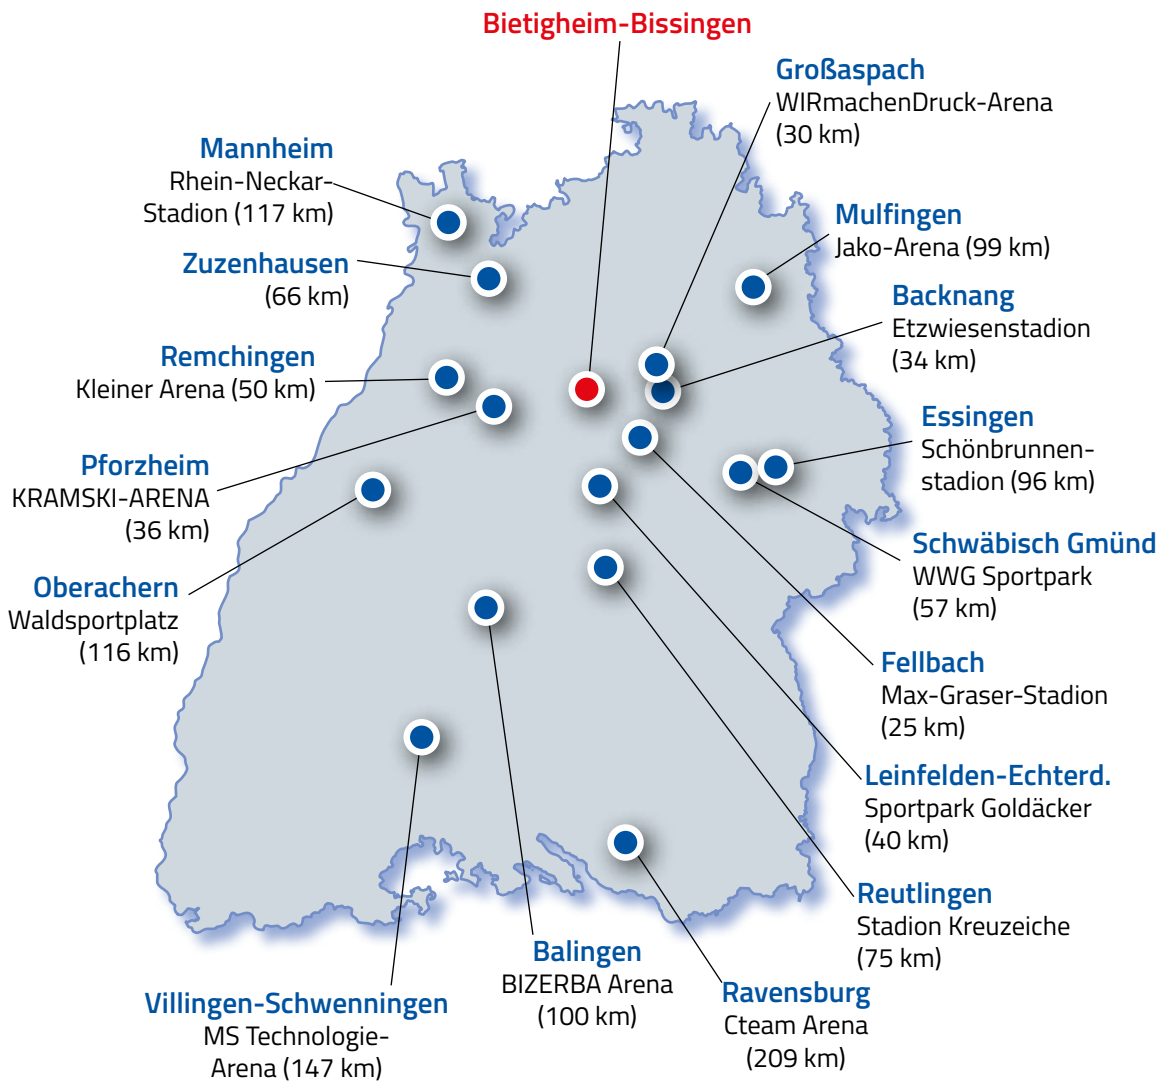 Bietigheim-Bissingen
Großaspach
WIRmachenDruck-Arena
(30 km)
Mannheim
Rhein-Neckar-
Stadion (117 km)
Mulfingen
Jako-Arena (99 km)
Zuzenhausen
(66 km)
Backnang
Etzwiesenstadion
(34 km)
Remchingen
Kleiner Arena (50 km)
Essingen
Schönbrunnen-
stadion (96 km)
Pforzheim
KRAMSKI-ARENA
(36 km)
Schwäbisch Gmünd
WWG Sportpark
(57 km)
Oberachern
Waldsportplatz
(116 km)
Fellbach
Max-Graser-Stadion
(25 km)
Leinfelden-Echterd.
Sportpark Goldäcker
(40 km)
Reutlingen
Stadion Kreuzeiche
(75 km)
Balingen
BIZERBA Arena
(100 km)
Ravensburg
Cteam Arena
(209 km)
Villingen-Schwenningen
MS Technologie-
Arena (147 km)